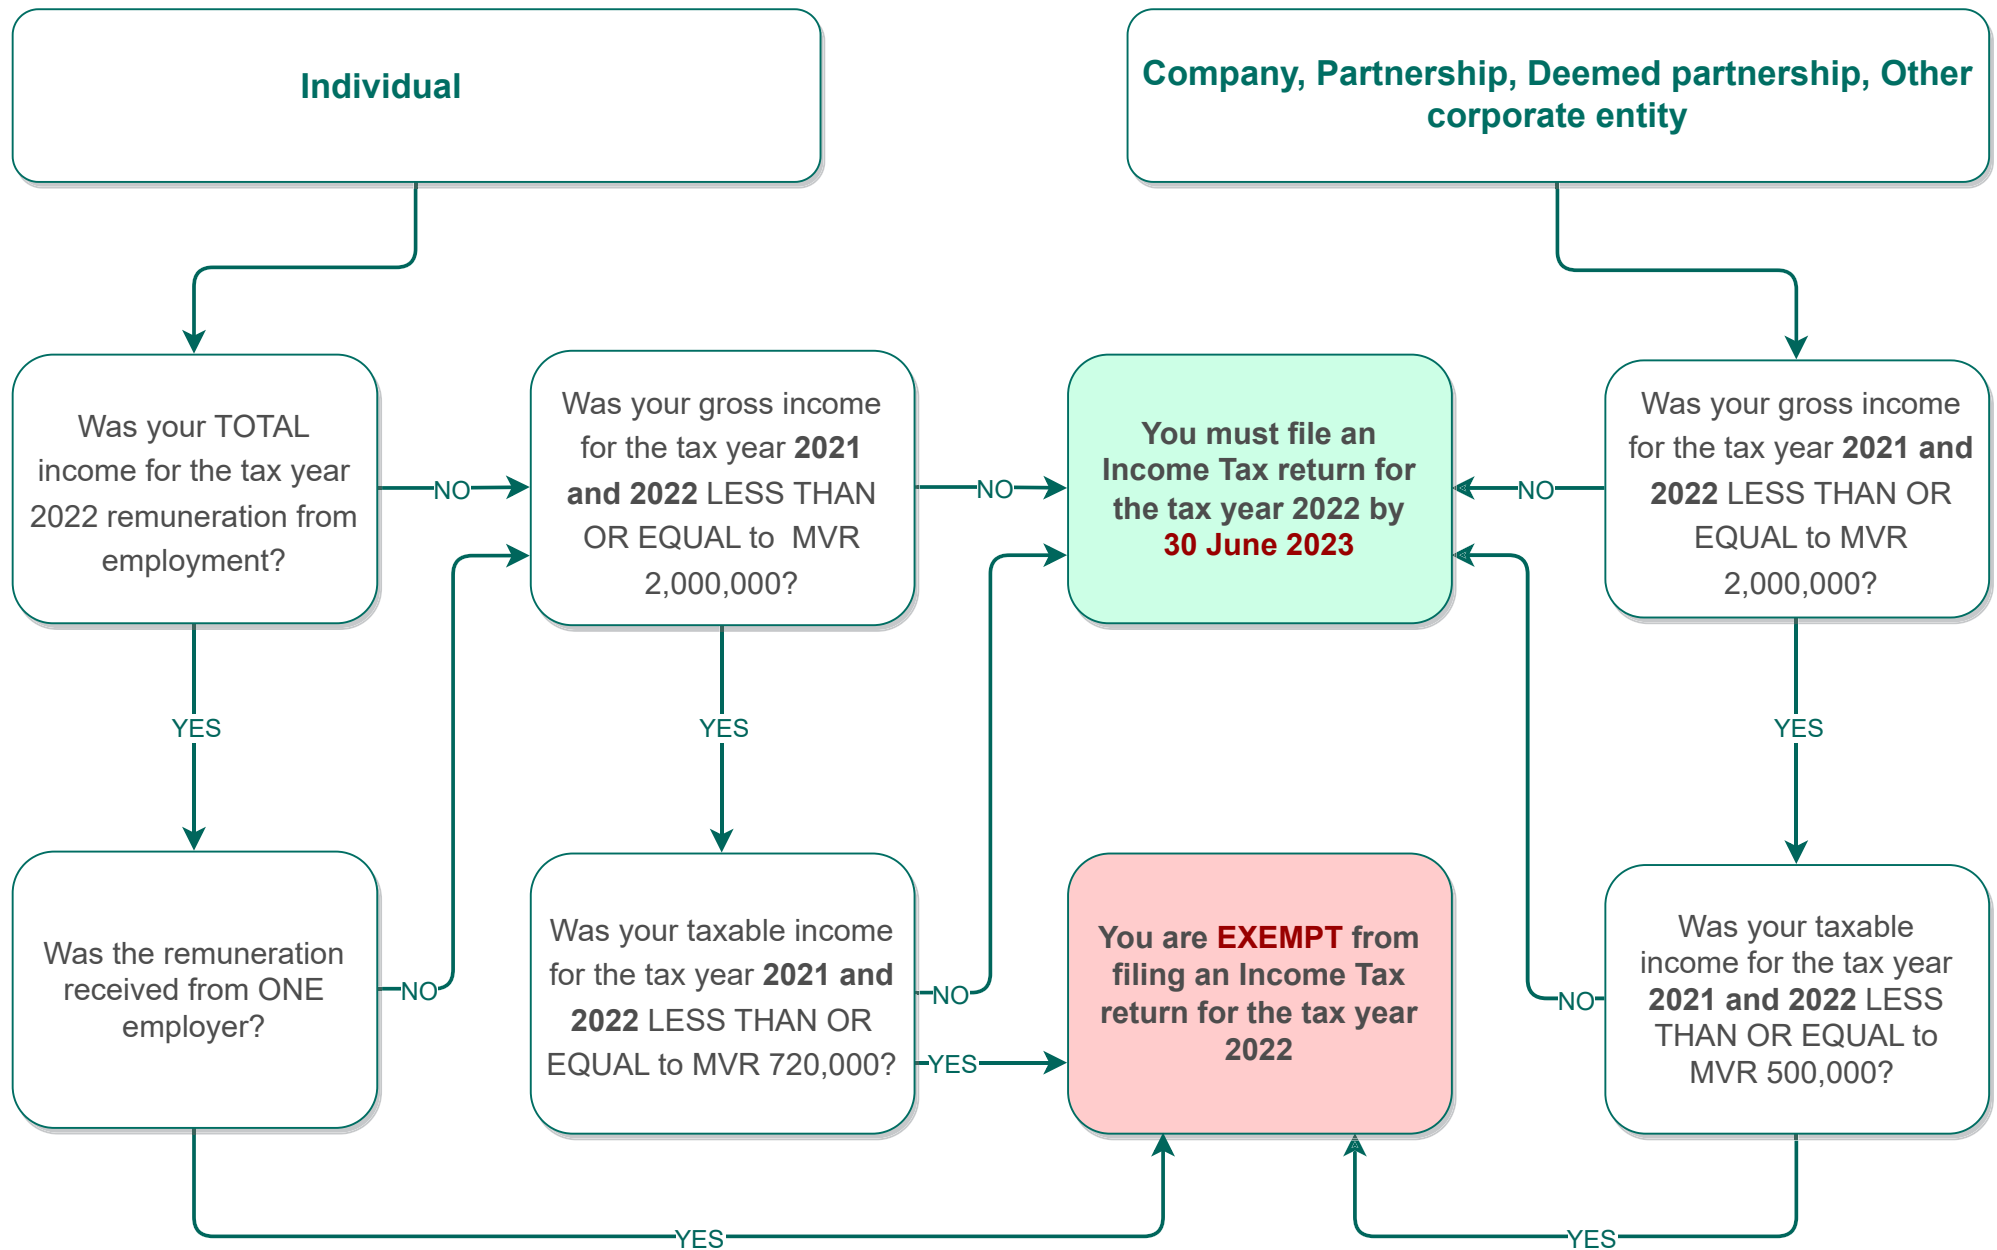 Individual
Company, Partnership, Deemed partnership, Other
corporate entity
Was your TOTAL
income for the tax year
2022 remuneration from
employment?
NO
Was your gross income
for the tax year 2021
and 2022 LESS THAN
OR EQUAL to MVR
2,000,000?
NO
You must file an
Income Tax return for
the tax year 2022 by
30 June 2023
NO
Was your gross income
for the tax year 2021 and
2022 LESS THAN OR
EQUAL to MVR
2,000,000?
YES
YES
YES
Was the remuneration
received from ONE
employer?
NO
Was your taxable income
for the tax year 2021 and
2022 LESS THAN OR
EQUAL to MVR 720,000?
NO
YES
You are EXEMPT from
filing an Income Tax
return for the tax year
2022
NO
Was your taxable
income for the tax year
2021 and 2022 LESS
THAN OR EQUAL to
MVR 500,000?
YES
YES